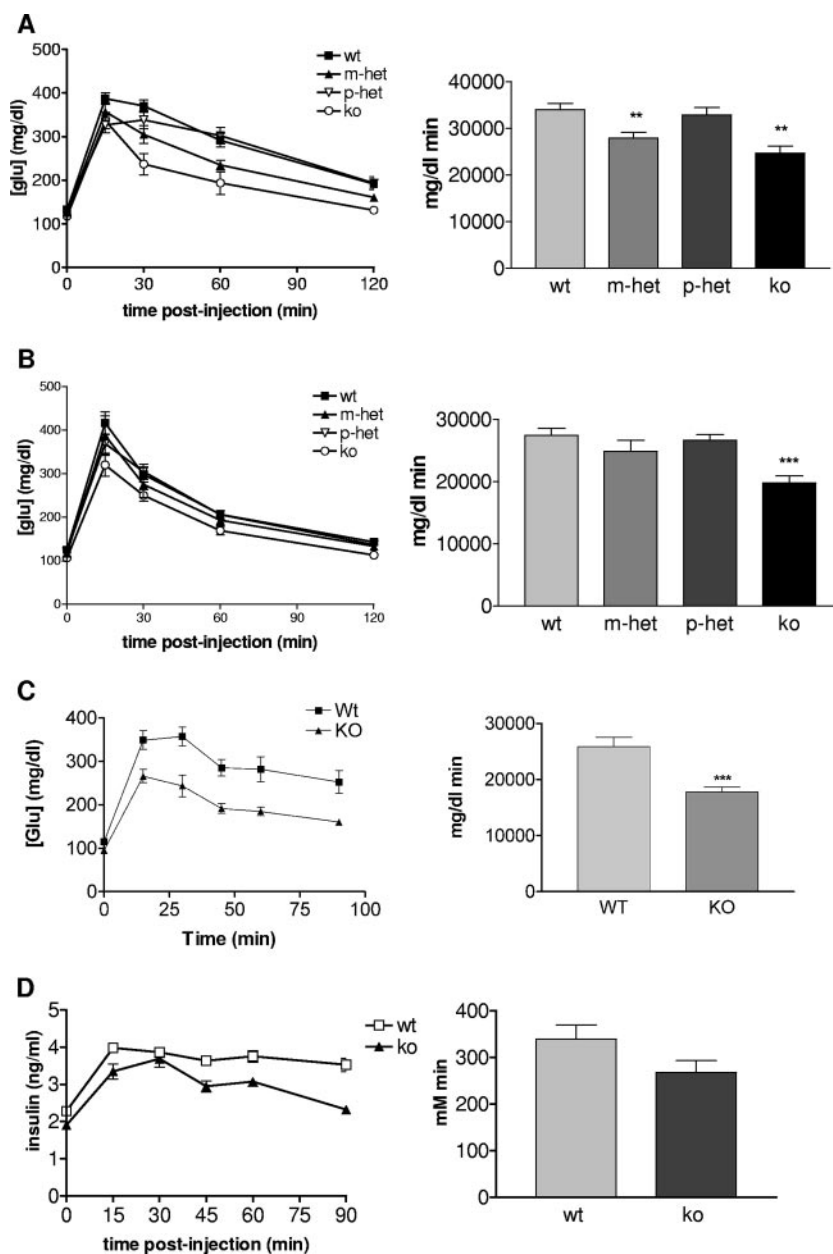 A
500
400
300
200
100
0
[glu] (mg/dl)
0 30 60 90 120
time post-injection (min)
wt
m-het
p-het
ko
40000
30000
20000
10000
0
mg/dl min
** **
wt m-het p-het ko
B
500
400
300
200
100
0
[glu] (mg/dl)
0 30 60 90 120
time post-injection (min)
wt
m-het
p-het
ko
30000
20000
10000
0
mg/dl min
***
wt m-het p-het ko
C
400
300
200
100
0
[Glu] (mg/dl)
0 25 50 75 100
Time (min)
Wt
KO
30000
20000
10000
0
mg/dl min
***
WT KO
D
5
4
3
2
1
0
insulin (ng/ml)
0 15 30 45 60 75 90
time post-injection (min)
wt
ko
400
300
200
100
0
mM min
wt ko